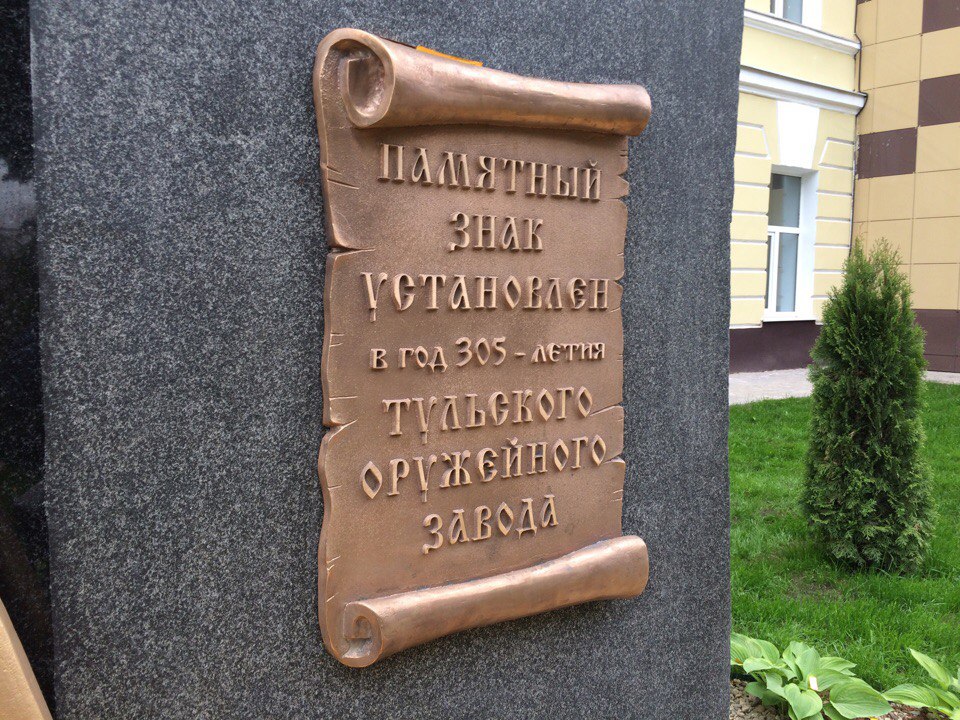 ПАМЯТНЫЙ
ЗНАК
УСТАНОВЛЕН
В ГОД 305 - ЛЕТИЯ
ТУЛЬСКОГО
ОРУЖЕЙНОГО
ЗАВОДА